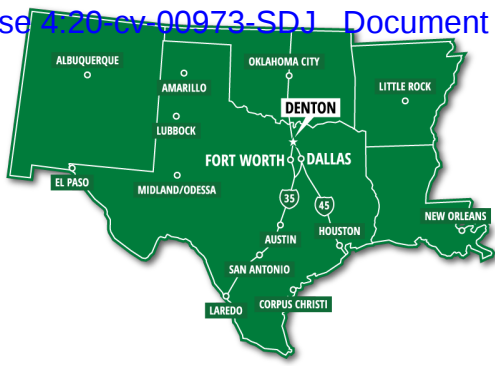 se 4:20-cv-00973-SDJ Document
ALBUQUERQUE
OKLAHOMA CITY
AMARILLO
LITTLE ROCK
DENTON
LUBBOCK
FORT WORTH
DALLAS
EL PASO
MIDLAND/ODESSA
35
45
NEW ORLEANS
AUSTIN
HOUSTON
SAN ANTONIO
LAREDO
CORPUS CHRISTI